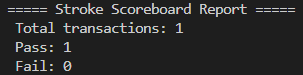 ===== Stroke Scoreboard Report =====
Total transactions: 1
Pass: 1
Fail: 0